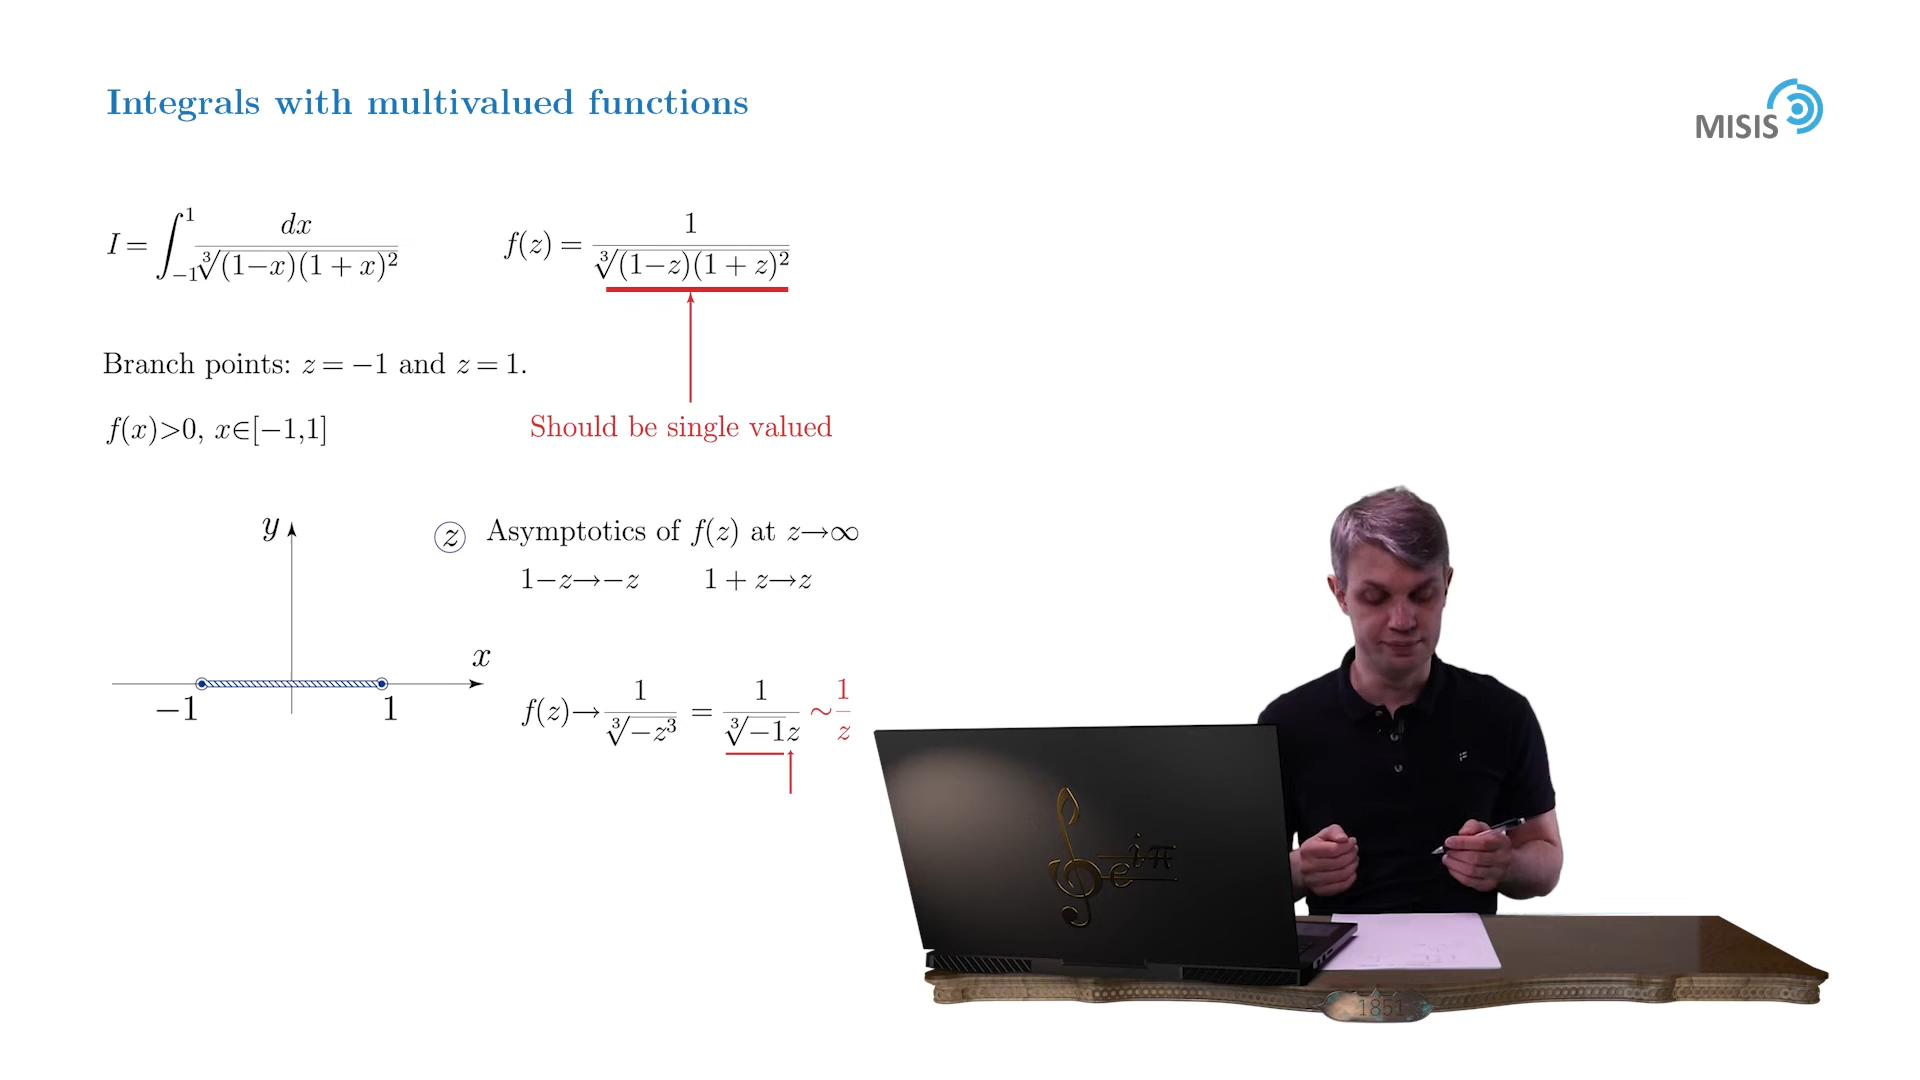 Integrals with multivalued functions
MISIS
I = ∫_{-1}^{1} dx / ∛((1−x)(1 + x)²)
f(z) = 1 / ∛((1−z)(1 + z)²)
Branch points: z = −1 and z = 1.
f(x)>0, x∈[−1,1]
Should be single valued
y
z
Asymptotics of f(z) at z→∞
1−z→−z 1 + z→z
x
−1 1
f(z)→ 1 / ∛(−z³) = 1 / (∛(−1) z) ~ 1/z
e^{iπ}
1851